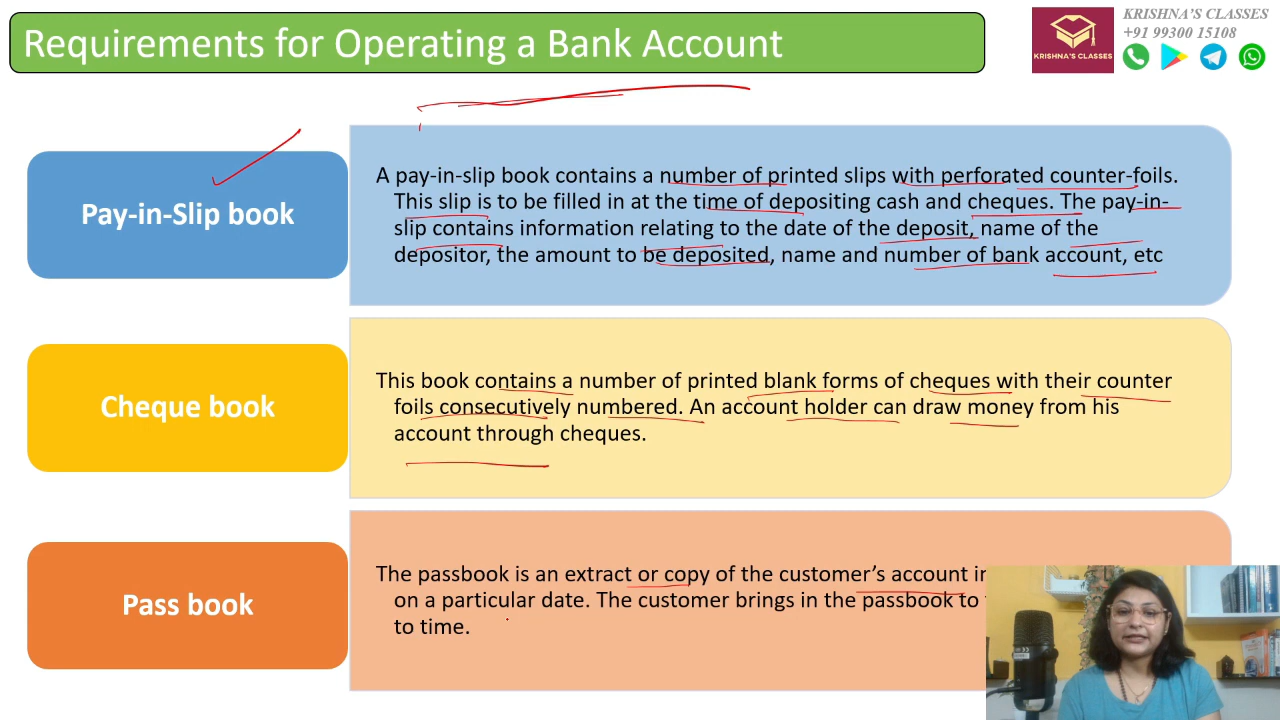 Requirements for Operating a Bank Account
KRISHNA'S CLASSES
KRISHNA'S CLASSES
+91 99300 15108
Pay-in-Slip book
A pay-in-slip book contains a number of printed slips with perforated counter-foils.
This slip is to be filled in at the time of depositing cash and cheques. The pay-in-
slip contains information relating to the date of the deposit, name of the
depositor, the amount to be deposited, name and number of bank account, etc
Cheque book
This book contains a number of printed blank forms of cheques with their counter
foils consecutively numbered. An account holder can draw money from his
account through cheques.
Pass book
The passbook is an extract or copy of the customer’s account
on a particular date. The customer brings in the passbook to
to time.